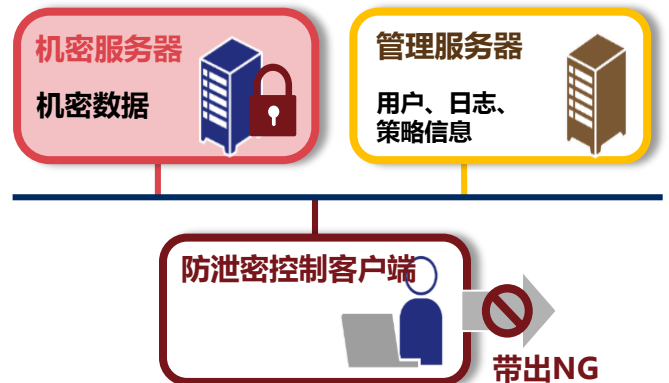 机密服务器
机密数据
管理服务器
用户、日志、
策略信息
防泄密控制客户端
带出NG